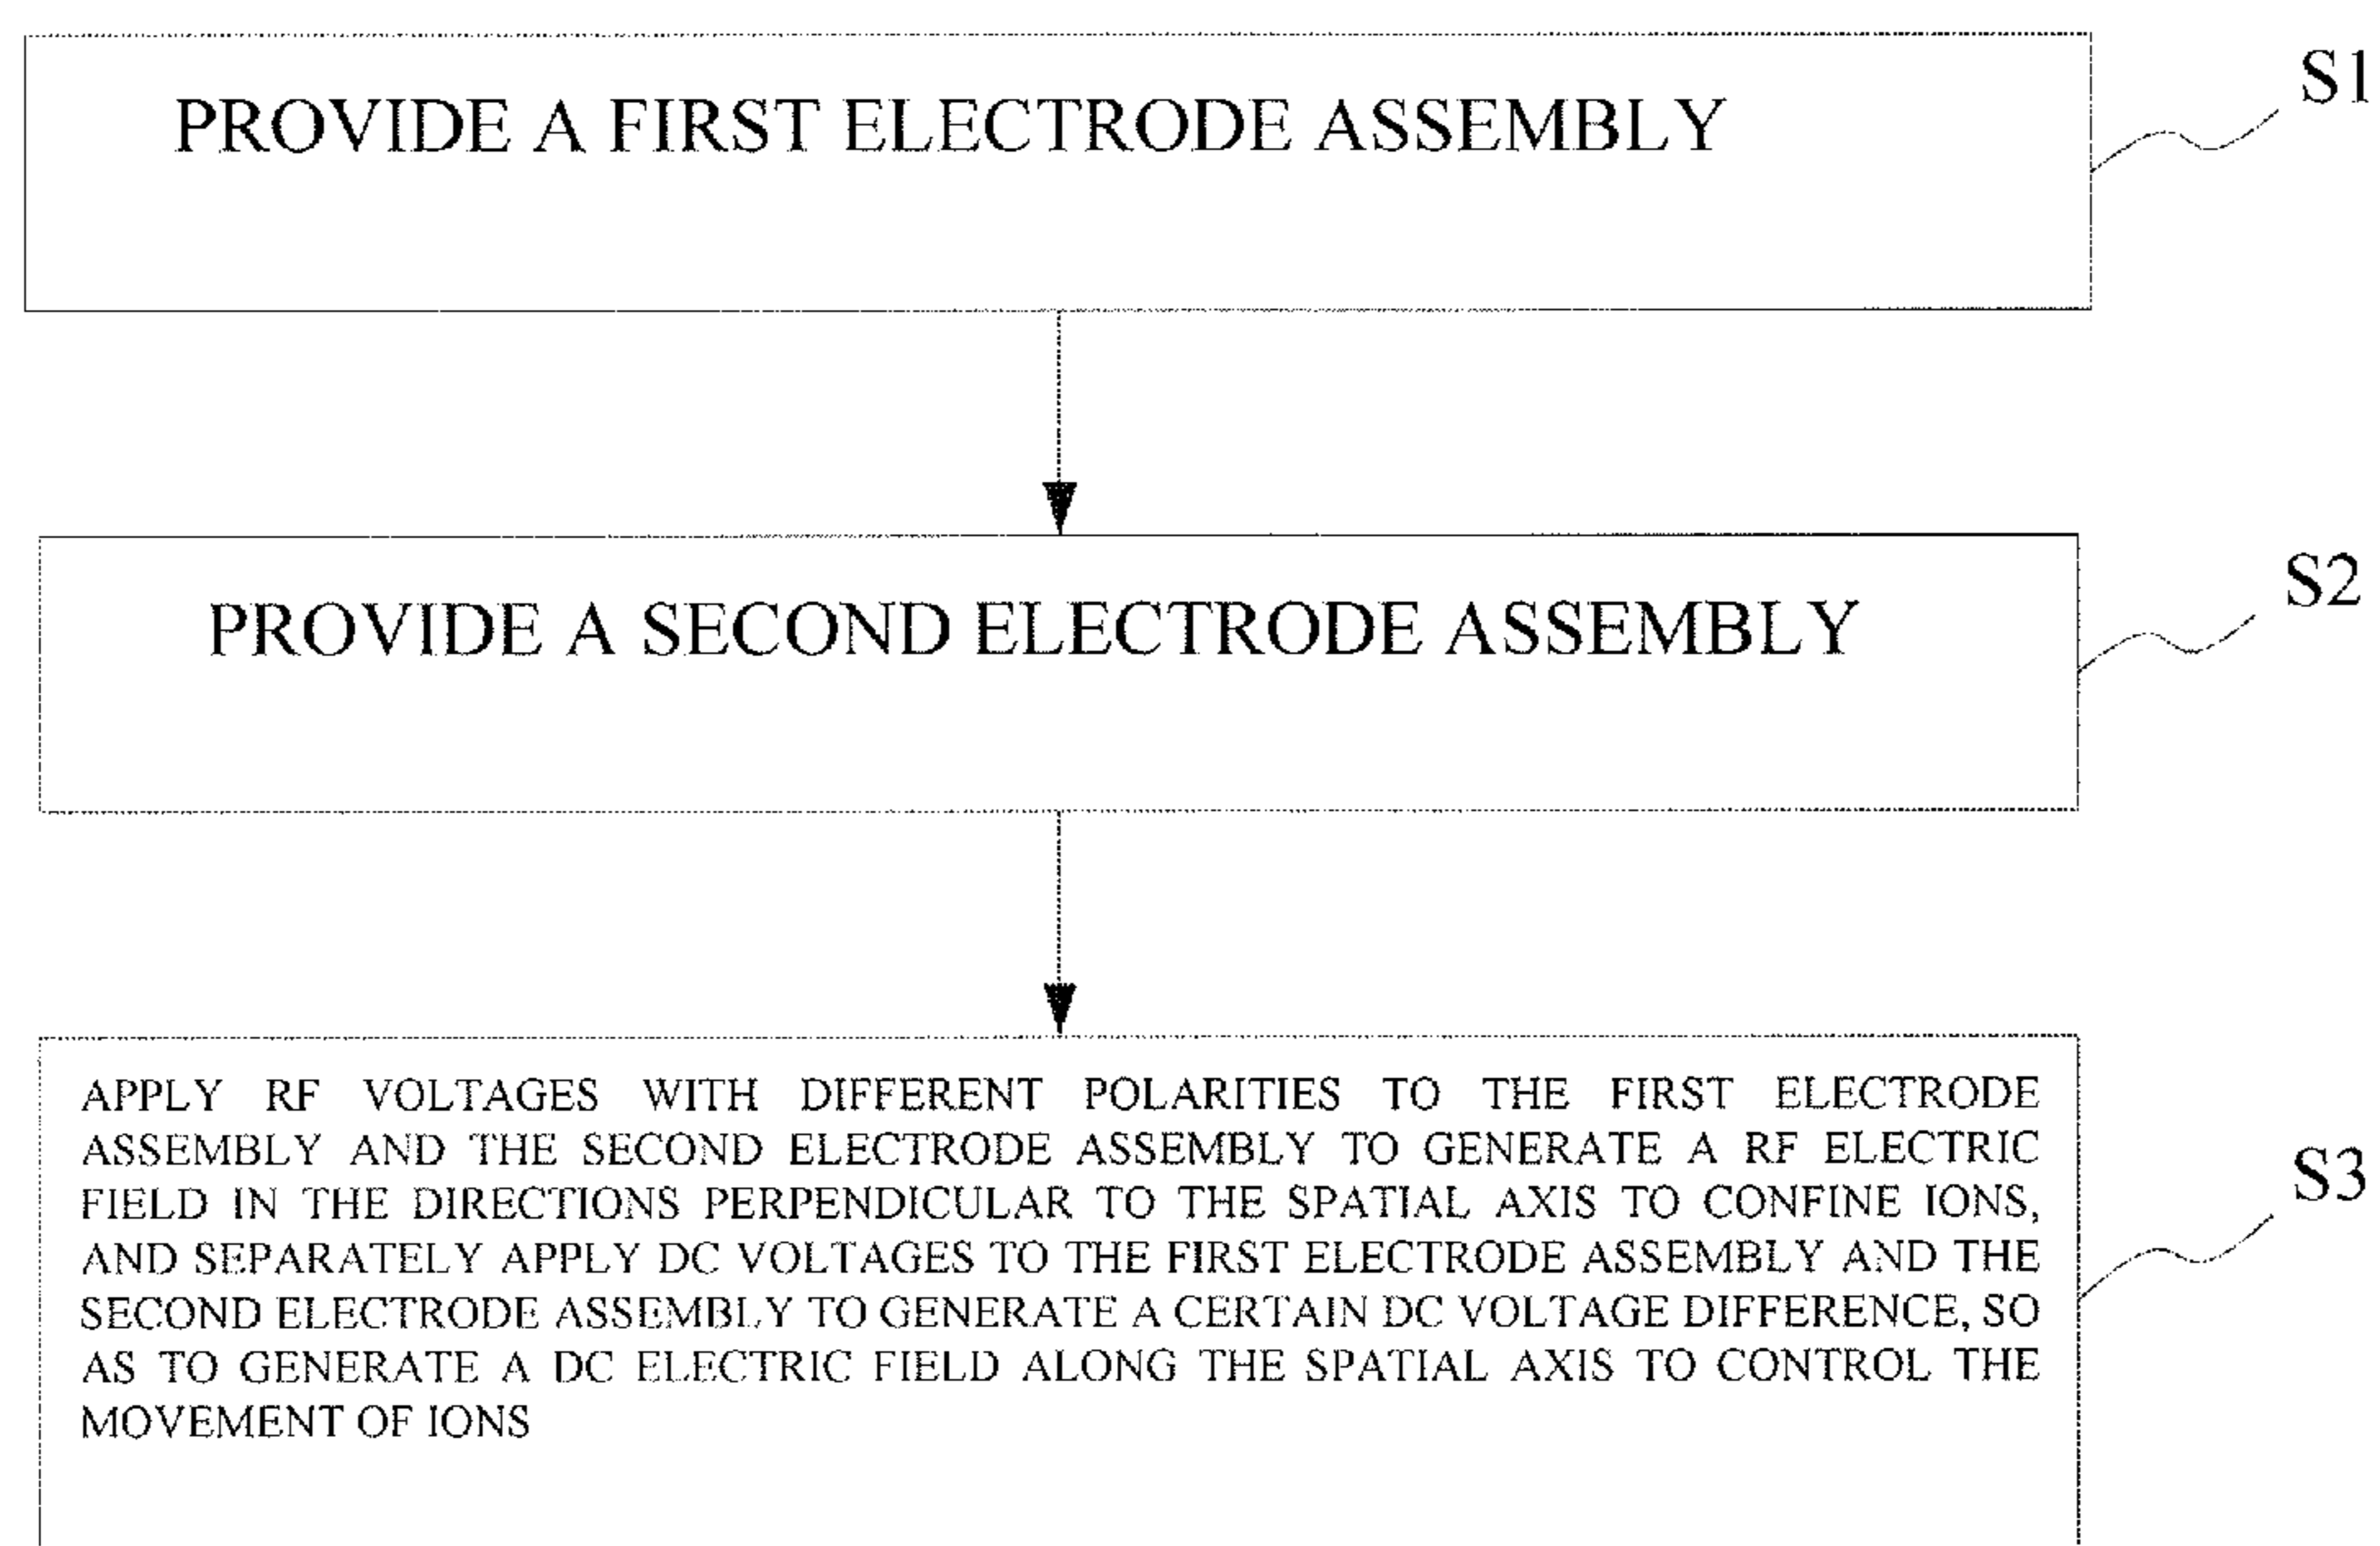 S1
PROVIDE A FIRST ELECTRODE ASSEMBLY
S2
PROVIDE A SECOND ELECTRODE ASSEMBLY
APPLY RF VOLTAGES WITH DIFFERENT POLARITIES TO THE FIRST ELECTRODE
ASSEMBLY AND THE SECOND ELECTRODE ASSEMBLY TO GENERATE A RF ELECTRIC
FIELD IN THE DIRECTIONS PERPENDICULAR TO THE SPATIAL AXIS TO CONFINE IONS,
AND SEPARATELY APPLY DC VOLTAGES TO THE FIRST ELECTRODE ASSEMBLY AND THE
SECOND ELECTRODE ASSEMBLY TO GENERATE A CERTAIN DC VOLTAGE DIFFERENCE, SO
AS TO GENERATE A DC ELECTRIC FIELD ALONG THE SPATIAL AXIS TO CONTROL THE
MOVEMENT OF IONS
S3